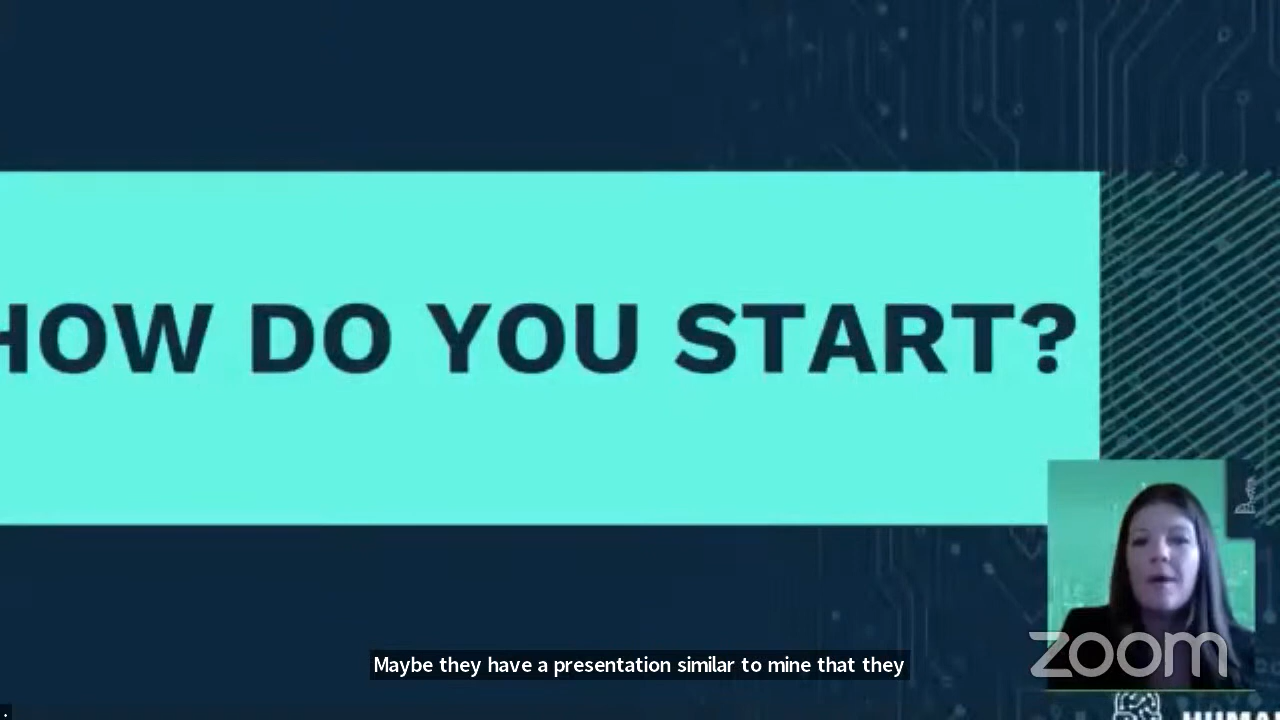 HOW DO YOU START?
Maybe they have a presentation similar to mine that they
zoom